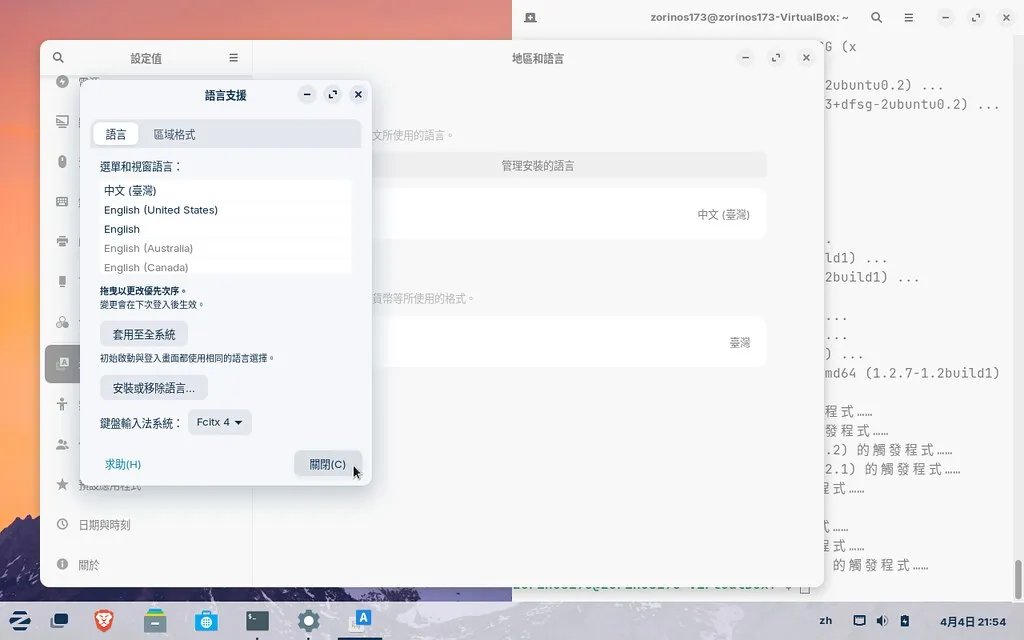 zorinos173@zorinos173-VirtualBox: ~
設定值
地區和語言
語言支援
語言
區域格式
選單和視窗語言：
中文 (臺灣)
English (United States)
English
English (Australia)
English (Canada)
拖曳以更改優先次序。
變更會在下次登入後生效。
套用至全系統
初始啟動與登入畫面都使用相同的語言選擇。
安裝或移除語言…
鍵盤輸入法系統：
Fcitx 4
求助(H)
關閉(C)
預設應用程式
日期與時刻
關於
文所使用的語言。
管理安裝的語言
中文 (臺灣)
貨幣等所使用的格式。
臺灣
G (x
2ubuntu0.2) ...
3+dfsg-2ubuntu0.2) ...
.
ld1) ...
2build1) ...
...
...
) ...
md64 (1.2.7-1.2build1)
程式……
發程式……
.2) 的觸發程式……
2.1) 的觸發程式……
程式……
式……
程式……
的觸發程式……
zh
4月4日 21:54